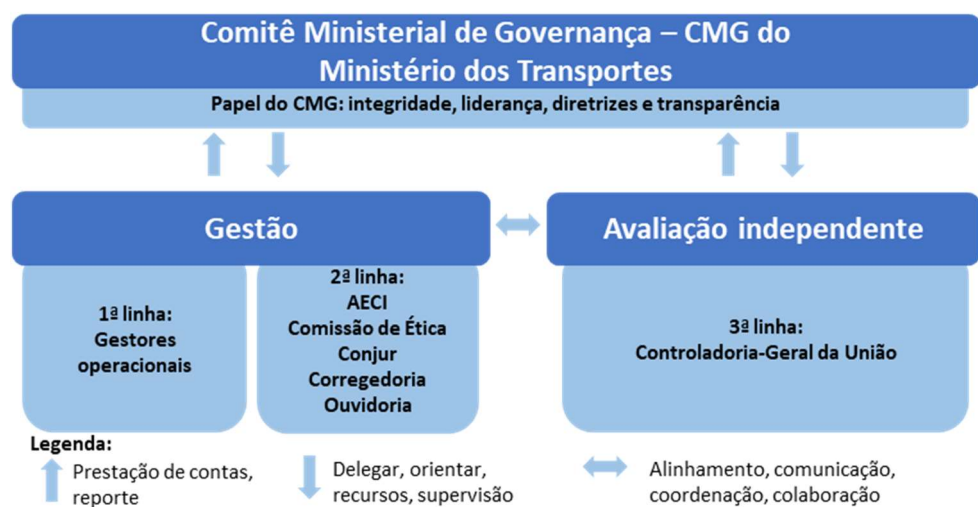 Comitê Ministerial de Governança – CMG do
Ministério dos Transportes
Papel do CMG: integridade, liderança, diretrizes e transparência
Gestão
Avaliação independente
1ª linha:
Gestores
operacionais
2ª linha:
AECI
Comissão de Ética
Conjur
Corregedoria
Ouvidoria
3ª linha:
Controladoria-Geral da União
Legenda:
Prestação de contas,
reporte
Delegar, orientar,
recursos, supervisão
Alinhamento, comunicação,
coordenação, colaboração